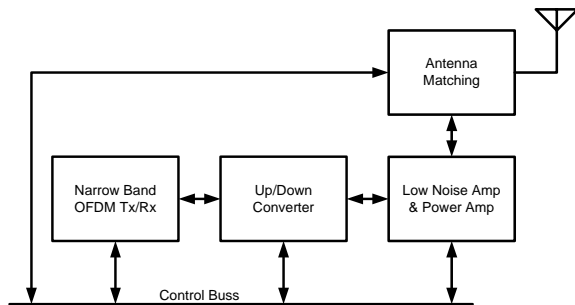 Antenna
Matching
Narrow Band
OFDM Tx/Rx
Up/Down
Converter
Low Noise Amp
& Power Amp
Control Buss